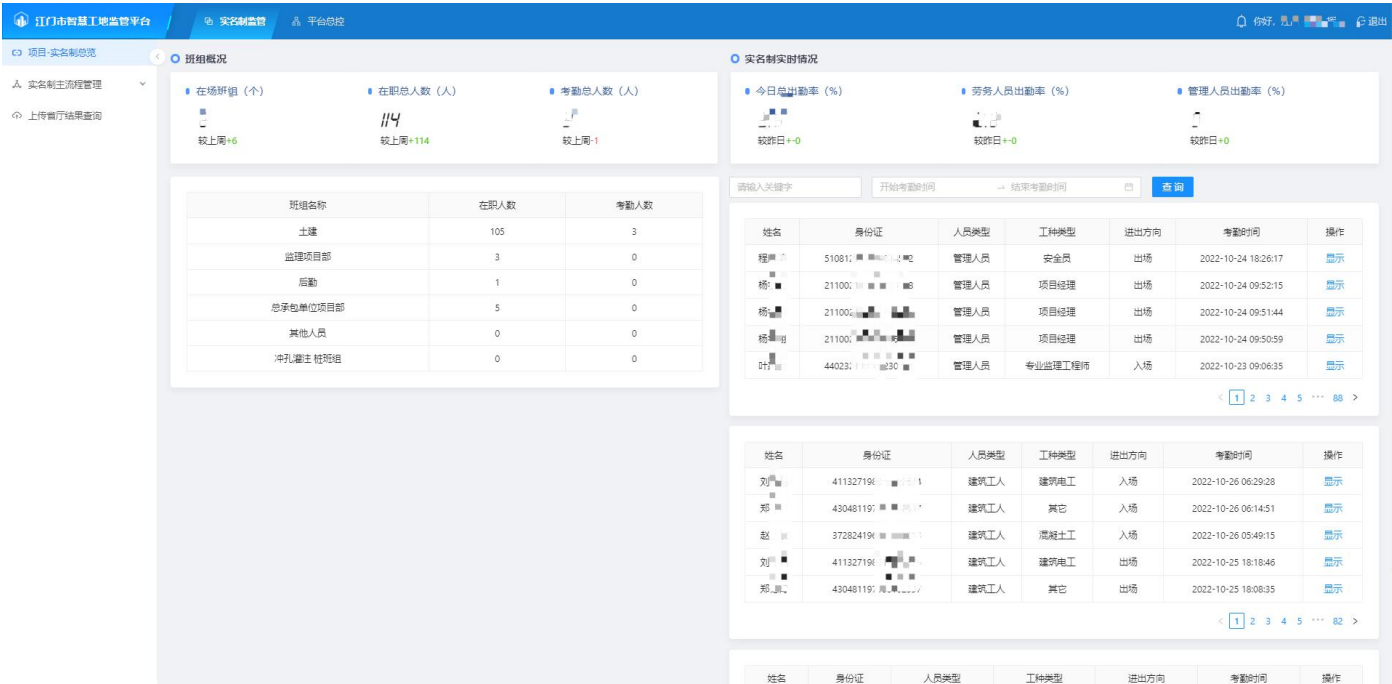 江门市智慧工地监管平台 实名制监管 平台总控 你好, 退出
项目-实名制总览
实名制主流程管理
上传省厅结果查询
班组概况
在场班组（个） 在职总人数（人） 考勤总人数（人）
114
较上周+6 较上周+114 较上周-1
班组名称 在职人数 考勤人数
土建 105 3
监理项目部 3 0
后勤 1 0
总承包单位项目部 5 0
其他人员 0 0
冲孔灌注 桩班组 0 0
实名制实时情况
今日总出勤率（%） 劳务人员出勤率（%） 管理人员出勤率（%）
较昨日+-0 较昨日+-0 较昨日+0
请输入关键字 开始考勤时间 → 结束考勤时间 查询
姓名 身份证 人员类型 工种类型 进出方向 考勤时间 操作
程 管理人员 安全员 出场 2022-10-24 18:26:17 显示
杨 管理人员 项目经理 出场 2022-10-24 09:52:15 显示
杨 管理人员 项目经理 出场 2022-10-24 09:51:44 显示
杨 管理人员 项目经理 出场 2022-10-24 09:50:59 显示
叶 管理人员 专业监理工程师 入场 2022-10-23 09:06:35 显示
< 1 2 3 4 5 ••• 88 >
姓名 身份证 人员类型 工种类型 进出方向 考勤时间 操作
刘 建筑工人 建筑电工 入场 2022-10-26 06:29:28 显示
郑 建筑工人 其它 入场 2022-10-26 06:14:51 显示
赵 建筑工人 混凝土工 入场 2022-10-26 05:49:15 显示
刘 建筑工人 建筑电工 出场 2022-10-25 18:18:46 显示
郑 建筑工人 其它 出场 2022-10-25 18:08:35 显示
< 1 2 3 4 5 ••• 82 >
姓名 身份证 人员类型 工种类型 进出方向 考勤时间 操作